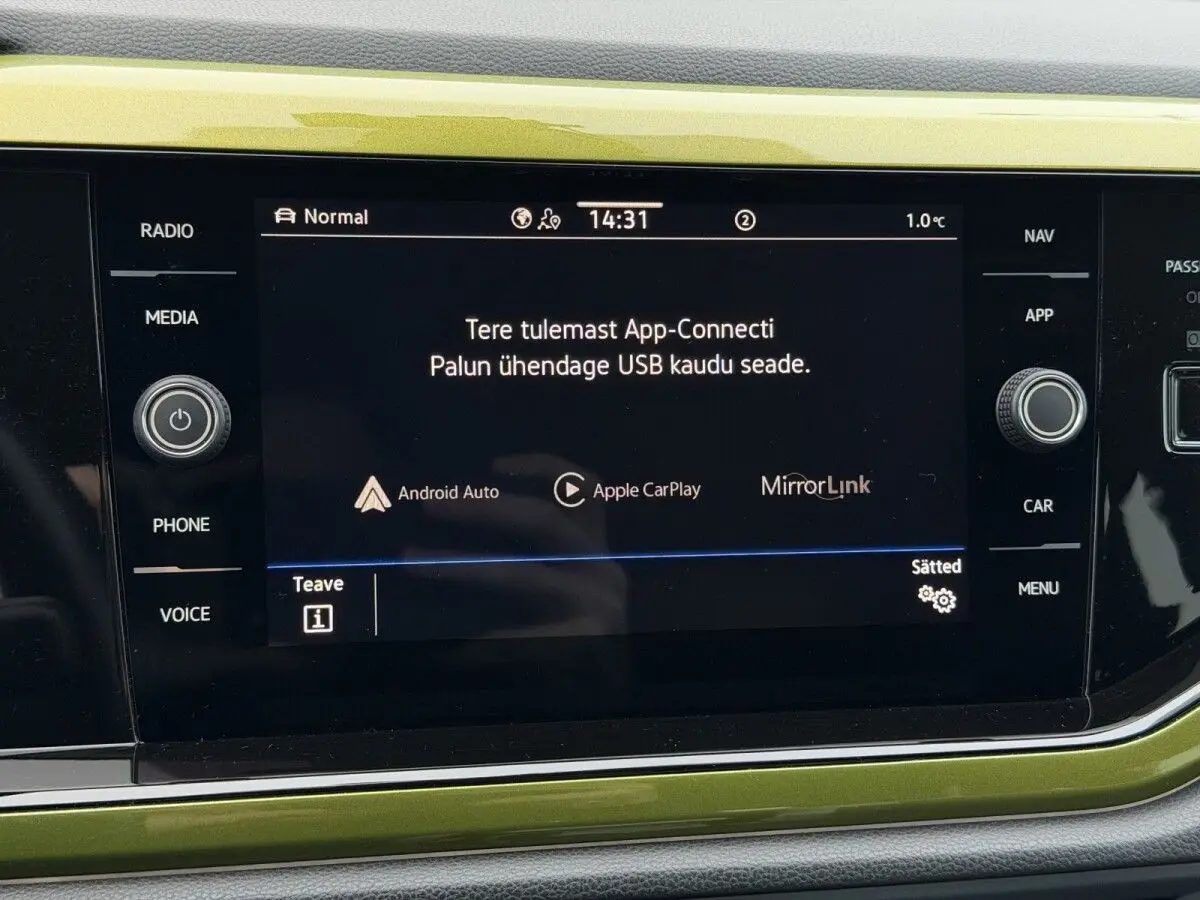 RADIO
MEDIA
PHONE
VOICE
Normal
14:31
2
1.0°C
Tere tulemast App-Connecti
Palun ühendage USB kaudu seade.
Android Auto
Apple CarPlay
MirrorLink
Teave
i
Sätted
NAV
APP
CAR
MENU